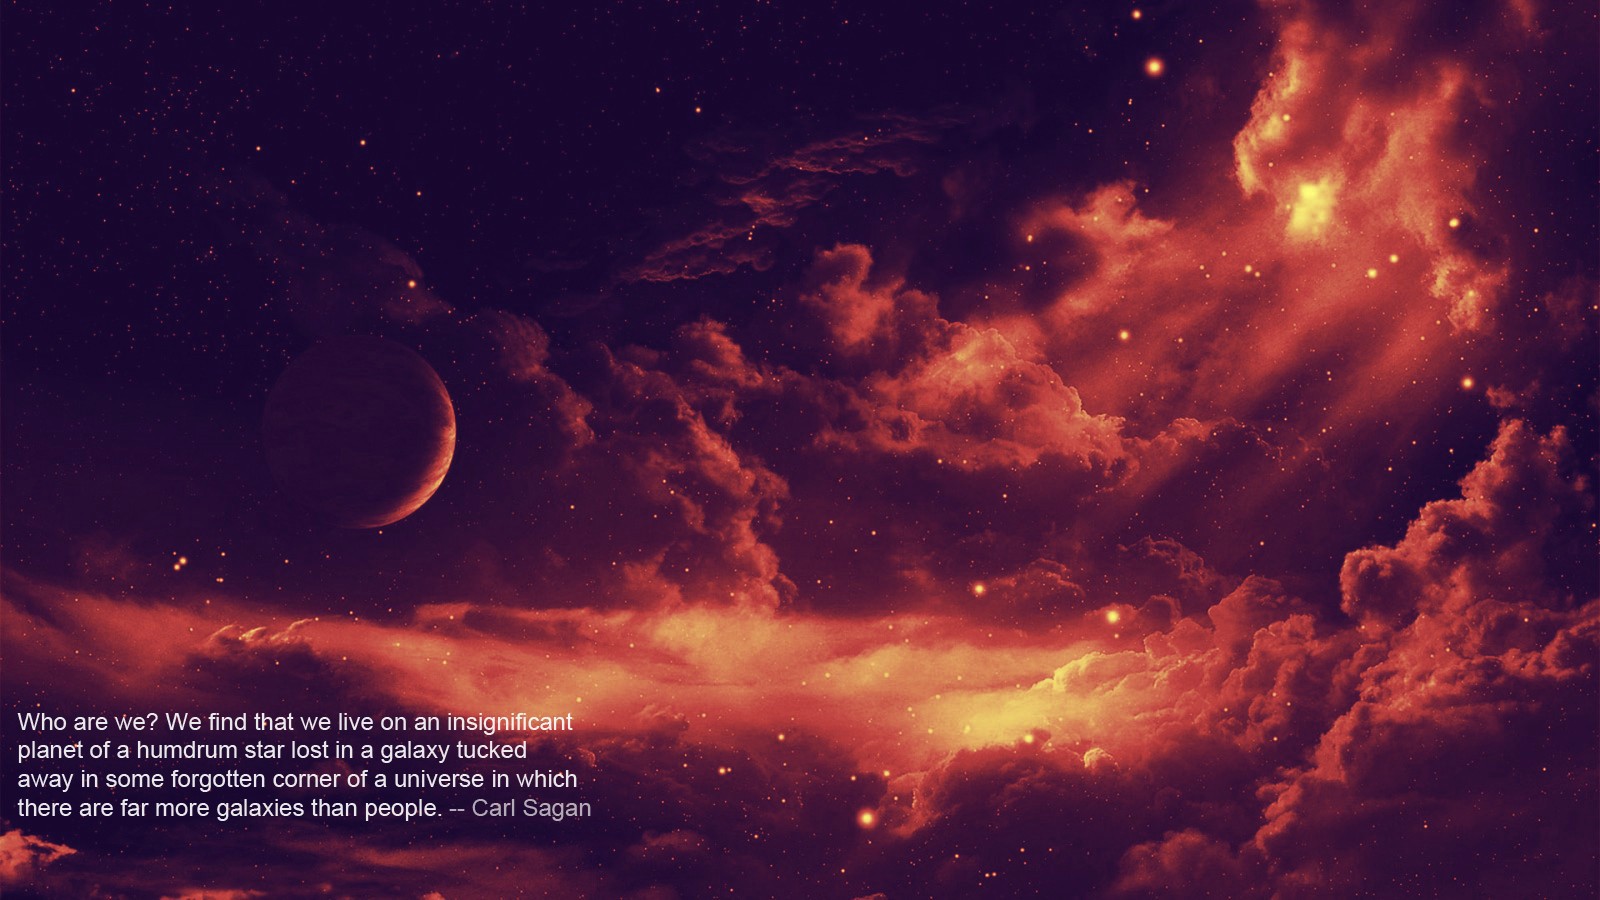 Who are we? We find that we live on an insignificant
planet of a humdrum star lost in a galaxy tucked
away in some forgotten corner of a universe in which
there are far more galaxies than people. -- Carl Sagan